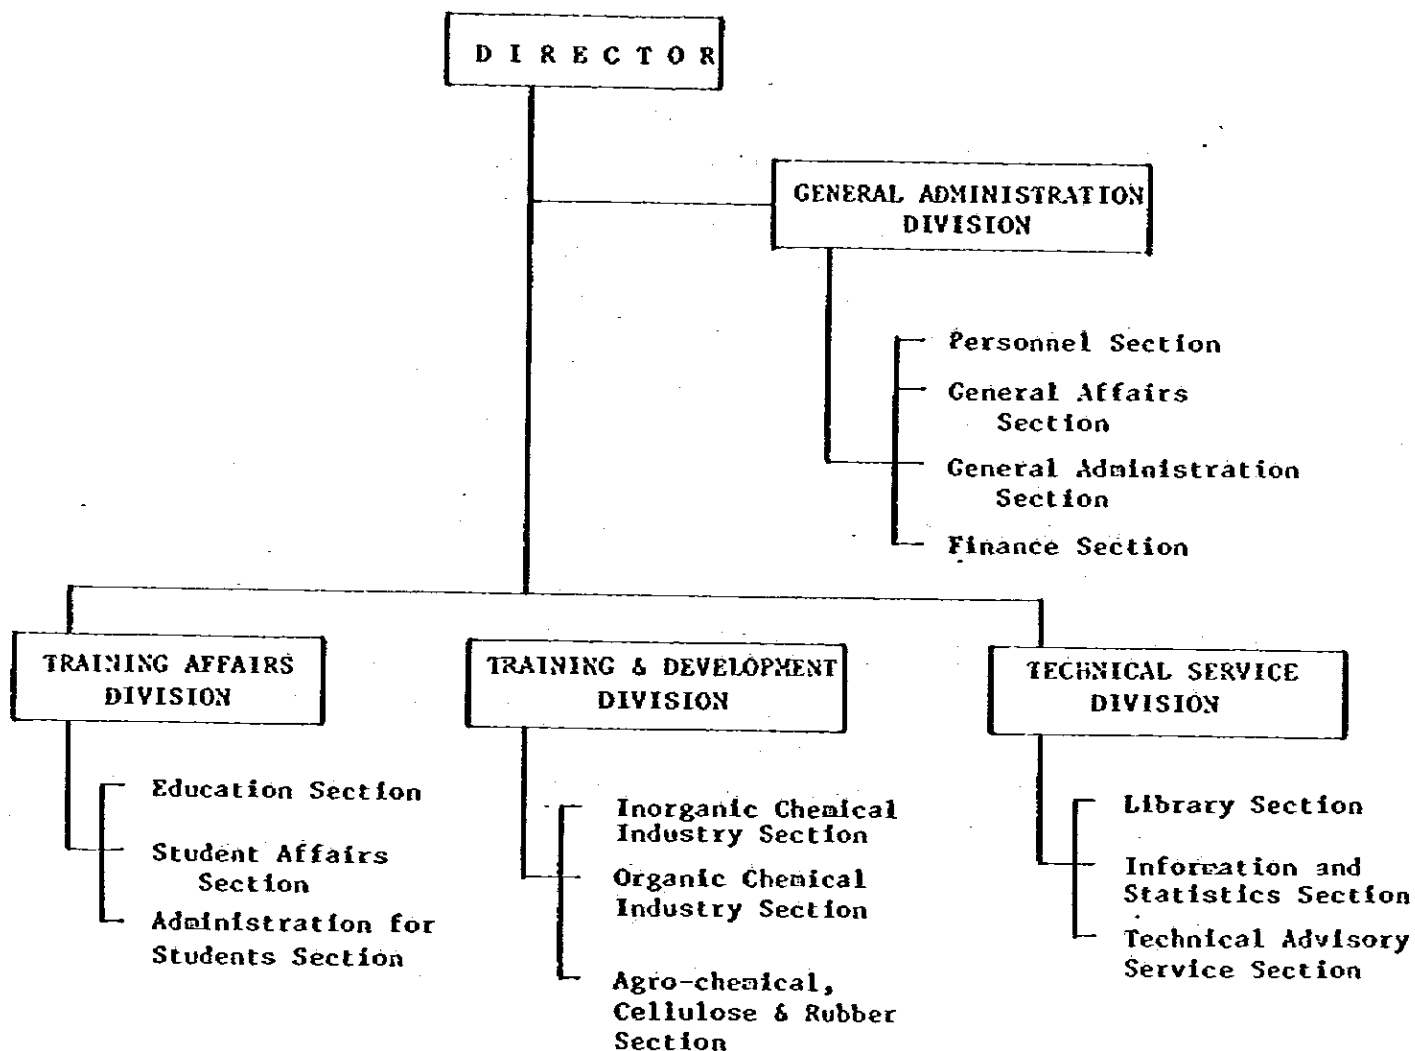 DIRECTOR
GENERAL ADMINISTRATION
DIVISION
Personnel Section
General Affairs
Section
General Administration
Section
Finance Section
TRAINING AFFAIRS
DIVISION
Education Section
Student Affairs
Section
Administration for
Students Section
TRAINING & DEVELOPMENT
DIVISION
Inorganic Chemical
Industry Section
Organic Chemical
Industry Section
Agro-chemical,
Cellulose & Rubber
Section
TECHNICAL SERVICE
DIVISION
Library Section
Information and
Statistics Section
Technical Advisory
Service Section